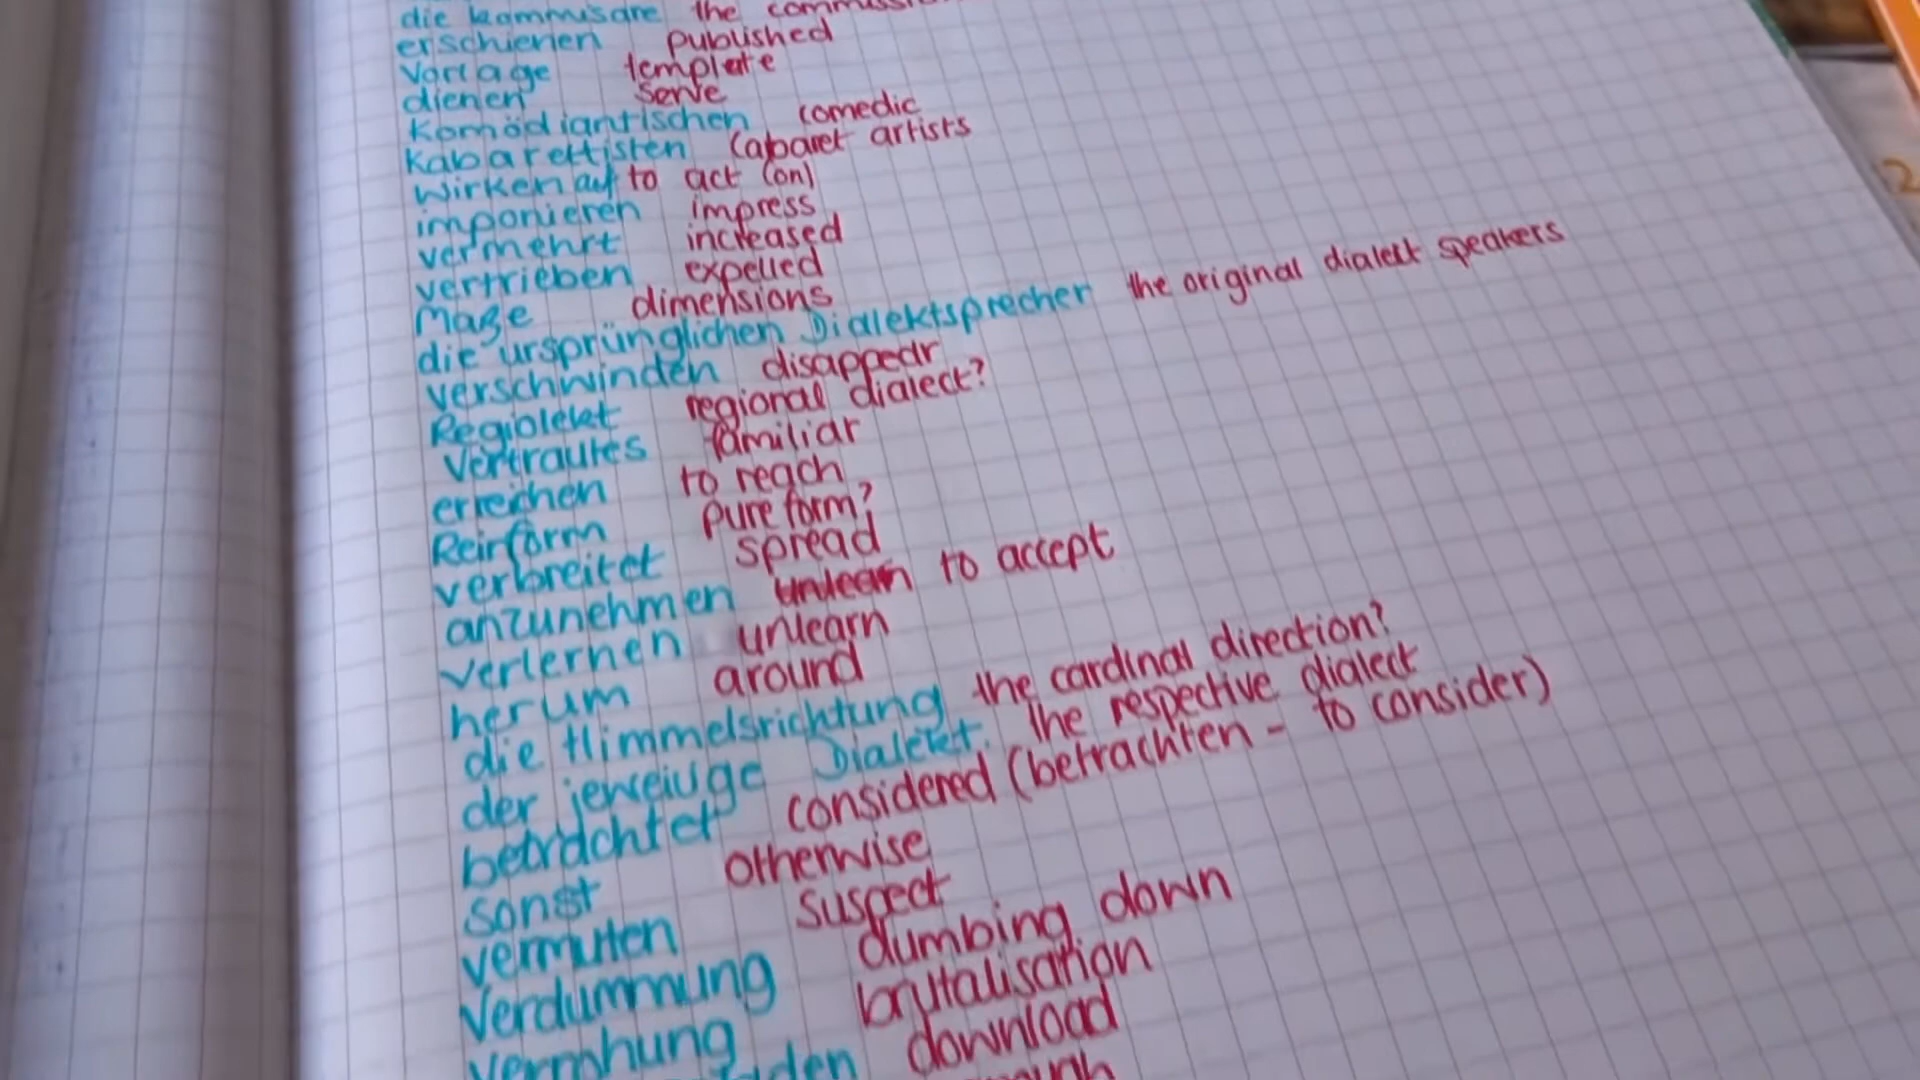 die kommisare the
erschienen published
Vorlage template
dienen serve
Komödiantischen comedic
Kabarettisten Cabaret artists
Wirken auf to act (on)
imponieren impress
vermehrt increased
vertrieben expelled
Maße dimensions
die ursprünglichen Dialektsprecher the original dialect speakers
verschwinden disappear
Regiolekt regional dialect?
Vertrautes familiar
erreichen to reach
Reinform pure form?
verbreitet spread
anzunehmen unlearn to accept
verlernen unlearn
herum around
die Himmelsrichtung the cardinal direction?
der jeweilige Dialekt. the respective dialect
betrachtet considered (betrachten - to consider)
sonst otherwise
vermuten suspect
Verdummung dumbing down
Verrohung brutalisation
download